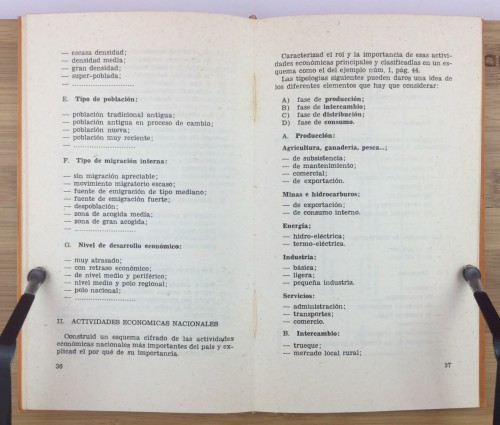 — escasa densidad;
— densidad media;
— gran densidad;
— super-poblada;
— ..............................
E. Tipo de población:
— población tradicional antigua;
— población antigua en proceso de cambio;
— población nueva;
— población muy reciente;
— ..............................
F. Tipo de migración interna:
— sin migración apreciable;
— movimiento migratorio escaso;
— fuente de emigración de tipo mediano;
— fuente de emigración fuerte;
— despoblación;
— zona de acogida media;
— zona de gran acogida;
— ..............................
G. Nivel de desarrollo económico:
— muy atrasado;
— con retraso económico;
— de nivel medio y periférico;
— nivel medio y polo regional;
— polo nacional;
— ..............................
II. ACTIVIDADES ECONOMICAS NACIONALES
Construid un esquema cifrado de las actividades
económicas nacionales más importantes del país y ex-
plicad el por qué de su importancia.
36
Caracterizad el rol y la importancia de esas activi-
dades económicas principales y clasificadlas en un es-
quema como el del ejemplo núm. 1, pág. 44.
Las tipologías siguientes pueden daros una idea de
los diferentes elementos que hay que considerar:
A) fase de producción;
B) fase de intercambio;
C) fase de distribución;
D) fase de consumo.
A. Producción:
Agricultura, ganadería, pesca..;
— de subsistencia;
— de mantenimiento;
— comercial;
— de exportación.
Minas e hidrocarburos;
— de exportación;
— de consumo interno.
Energía;
— hidro-eléctrica;
— termo-eléctrica.
Industria:
— básica;
— ligera;
— pequeña industria.
Servicios:
— administración;
— transportes;
— comercio.
B. Intercambio:
— trueque;
— mercado local rural;
37